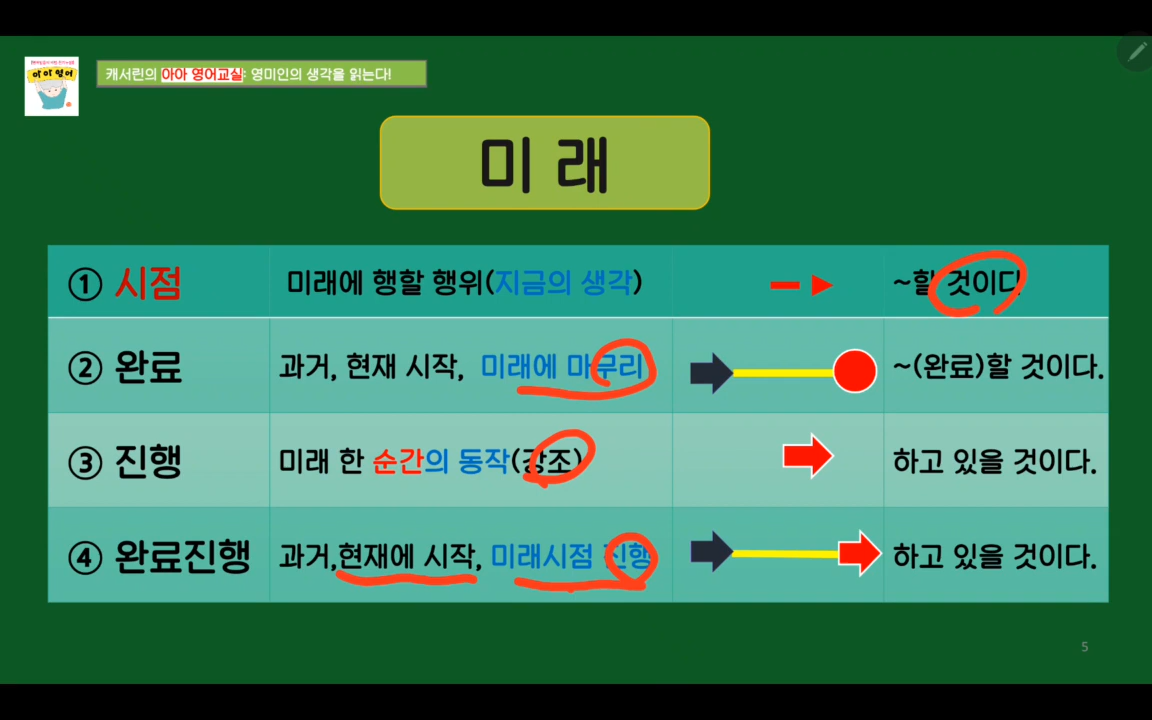 아 아 영 어
캐서린의 아아 영어교실: 영미인의 생각을 읽는다!
미 래
① 시점 미래에 행할 행위(지금의 생각) ~할 것이다
② 완료 과거, 현재 시작, 미래에 마무리 ~(완료)할 것이다.
③ 진행 미래 한 순간의 동작(강조) 하고 있을 것이다.
④ 완료진행 과거,현재에 시작, 미래시점 진행 하고 있을 것이다.
5